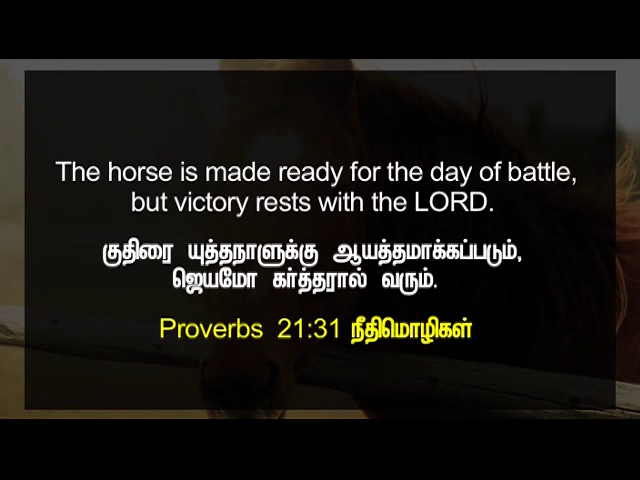 The horse is made ready for the day of battle,
but victory rests with the LORD.
குதிரை யுத்தநாளுக்கு ஆயத்தமாக்கப்படும்,
ஜெயமோ கர்த்தரால் வரும்.
Proverbs 21:31 நீதிமொழிகள்